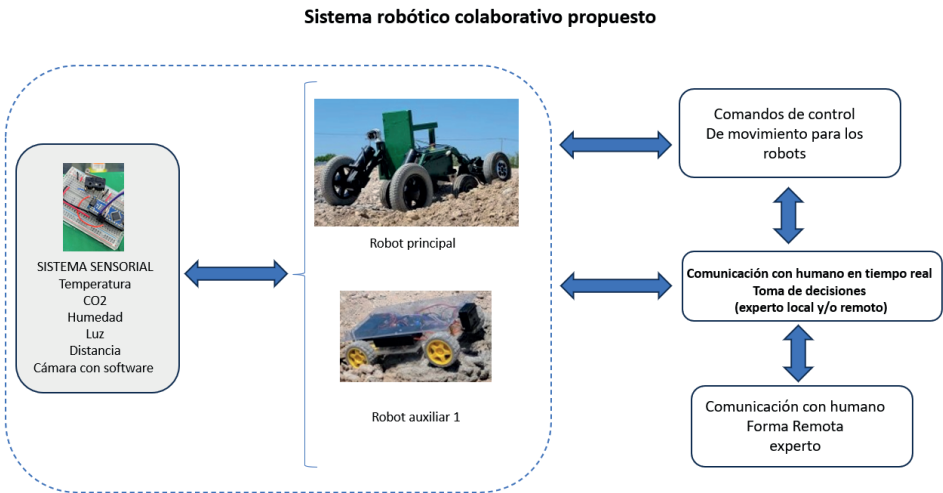 Sistema robótico colaborativo propuesto
SISTEMA SENSORIAL
Temperatura
CO2
Humedad
Luz
Distancia
Cámara con software
Robot principal
Robot auxiliar 1
Comandos de control
De movimiento para los
robots
Comunicación con humano en tiempo real
Toma de decisiones
(experto local y/o remoto)
Comunicación con humano
Forma Remota
experto